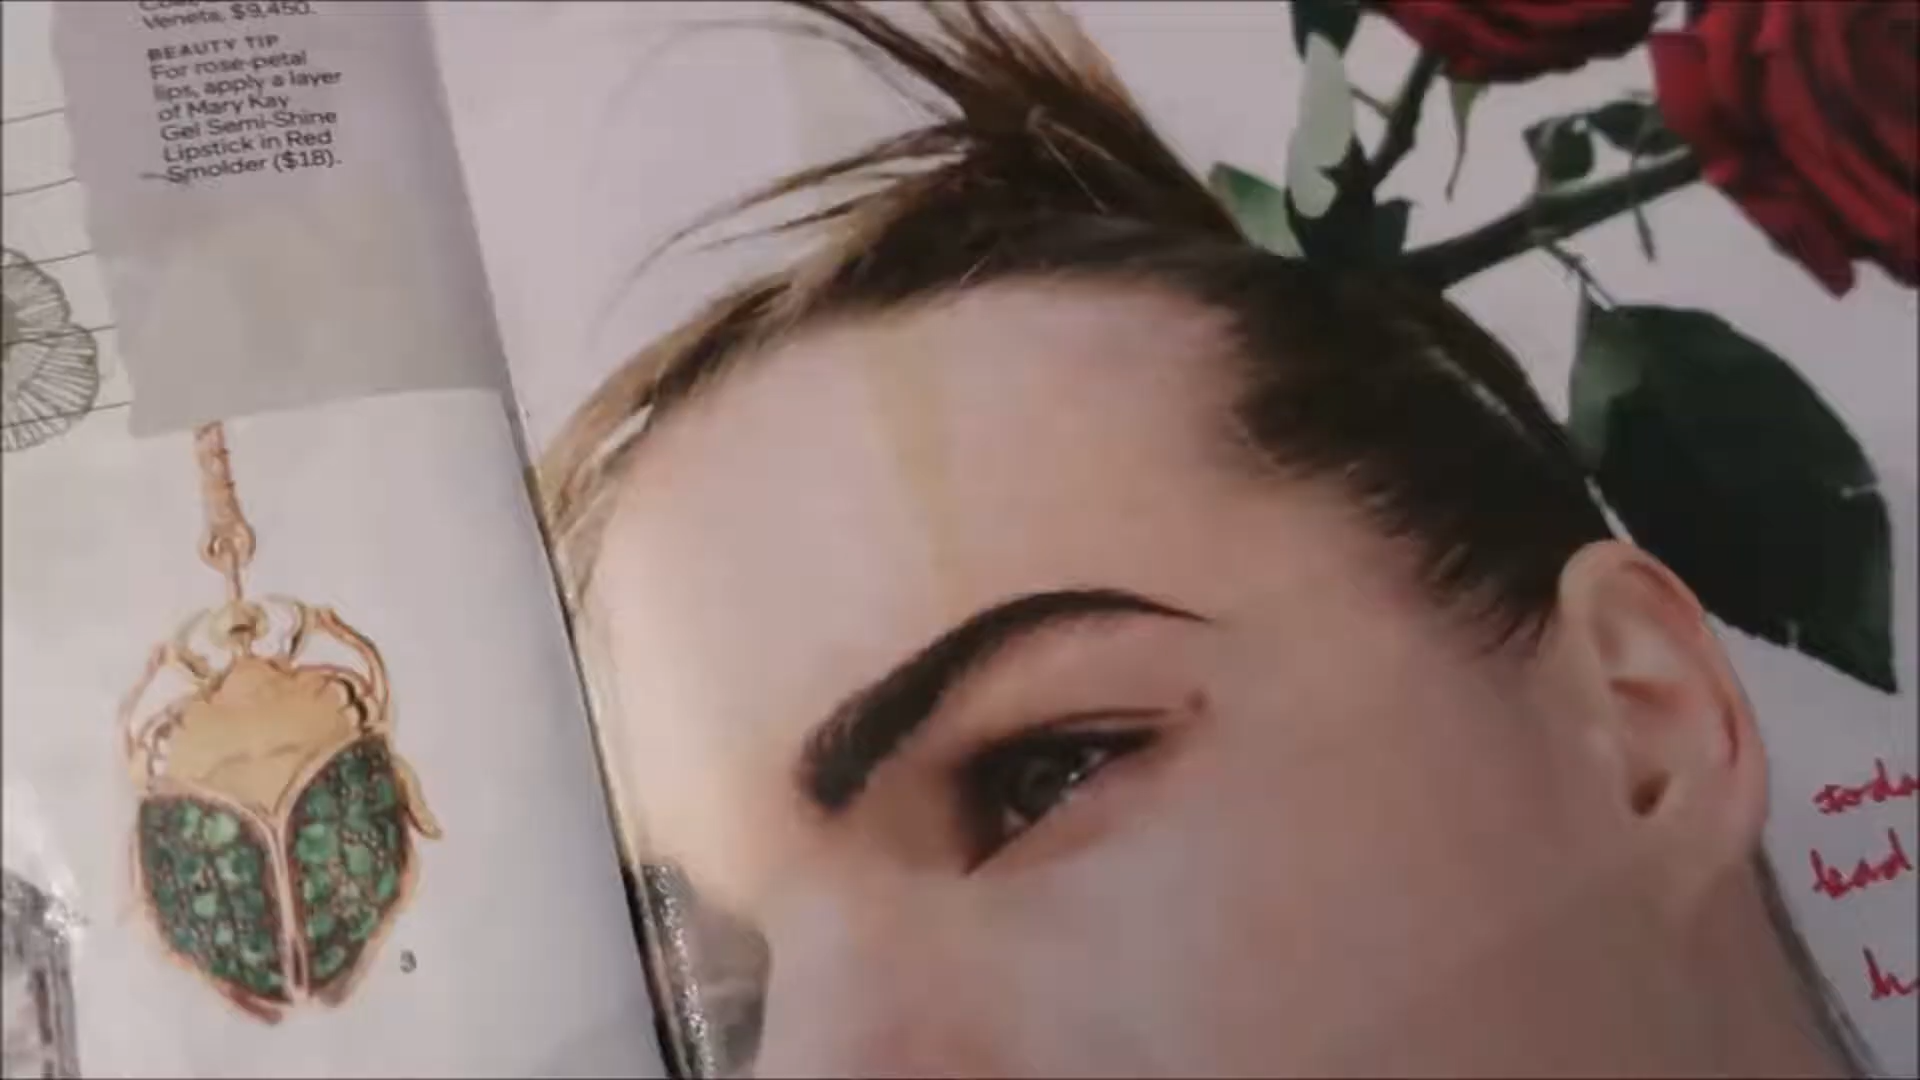 Veneta, $9,450.
BEAUTY TIP
For rose-petal
lips, apply a layer
of Mary Kay
Gel Semi-Shine
Lipstick in Red
Smolder ($18).
3